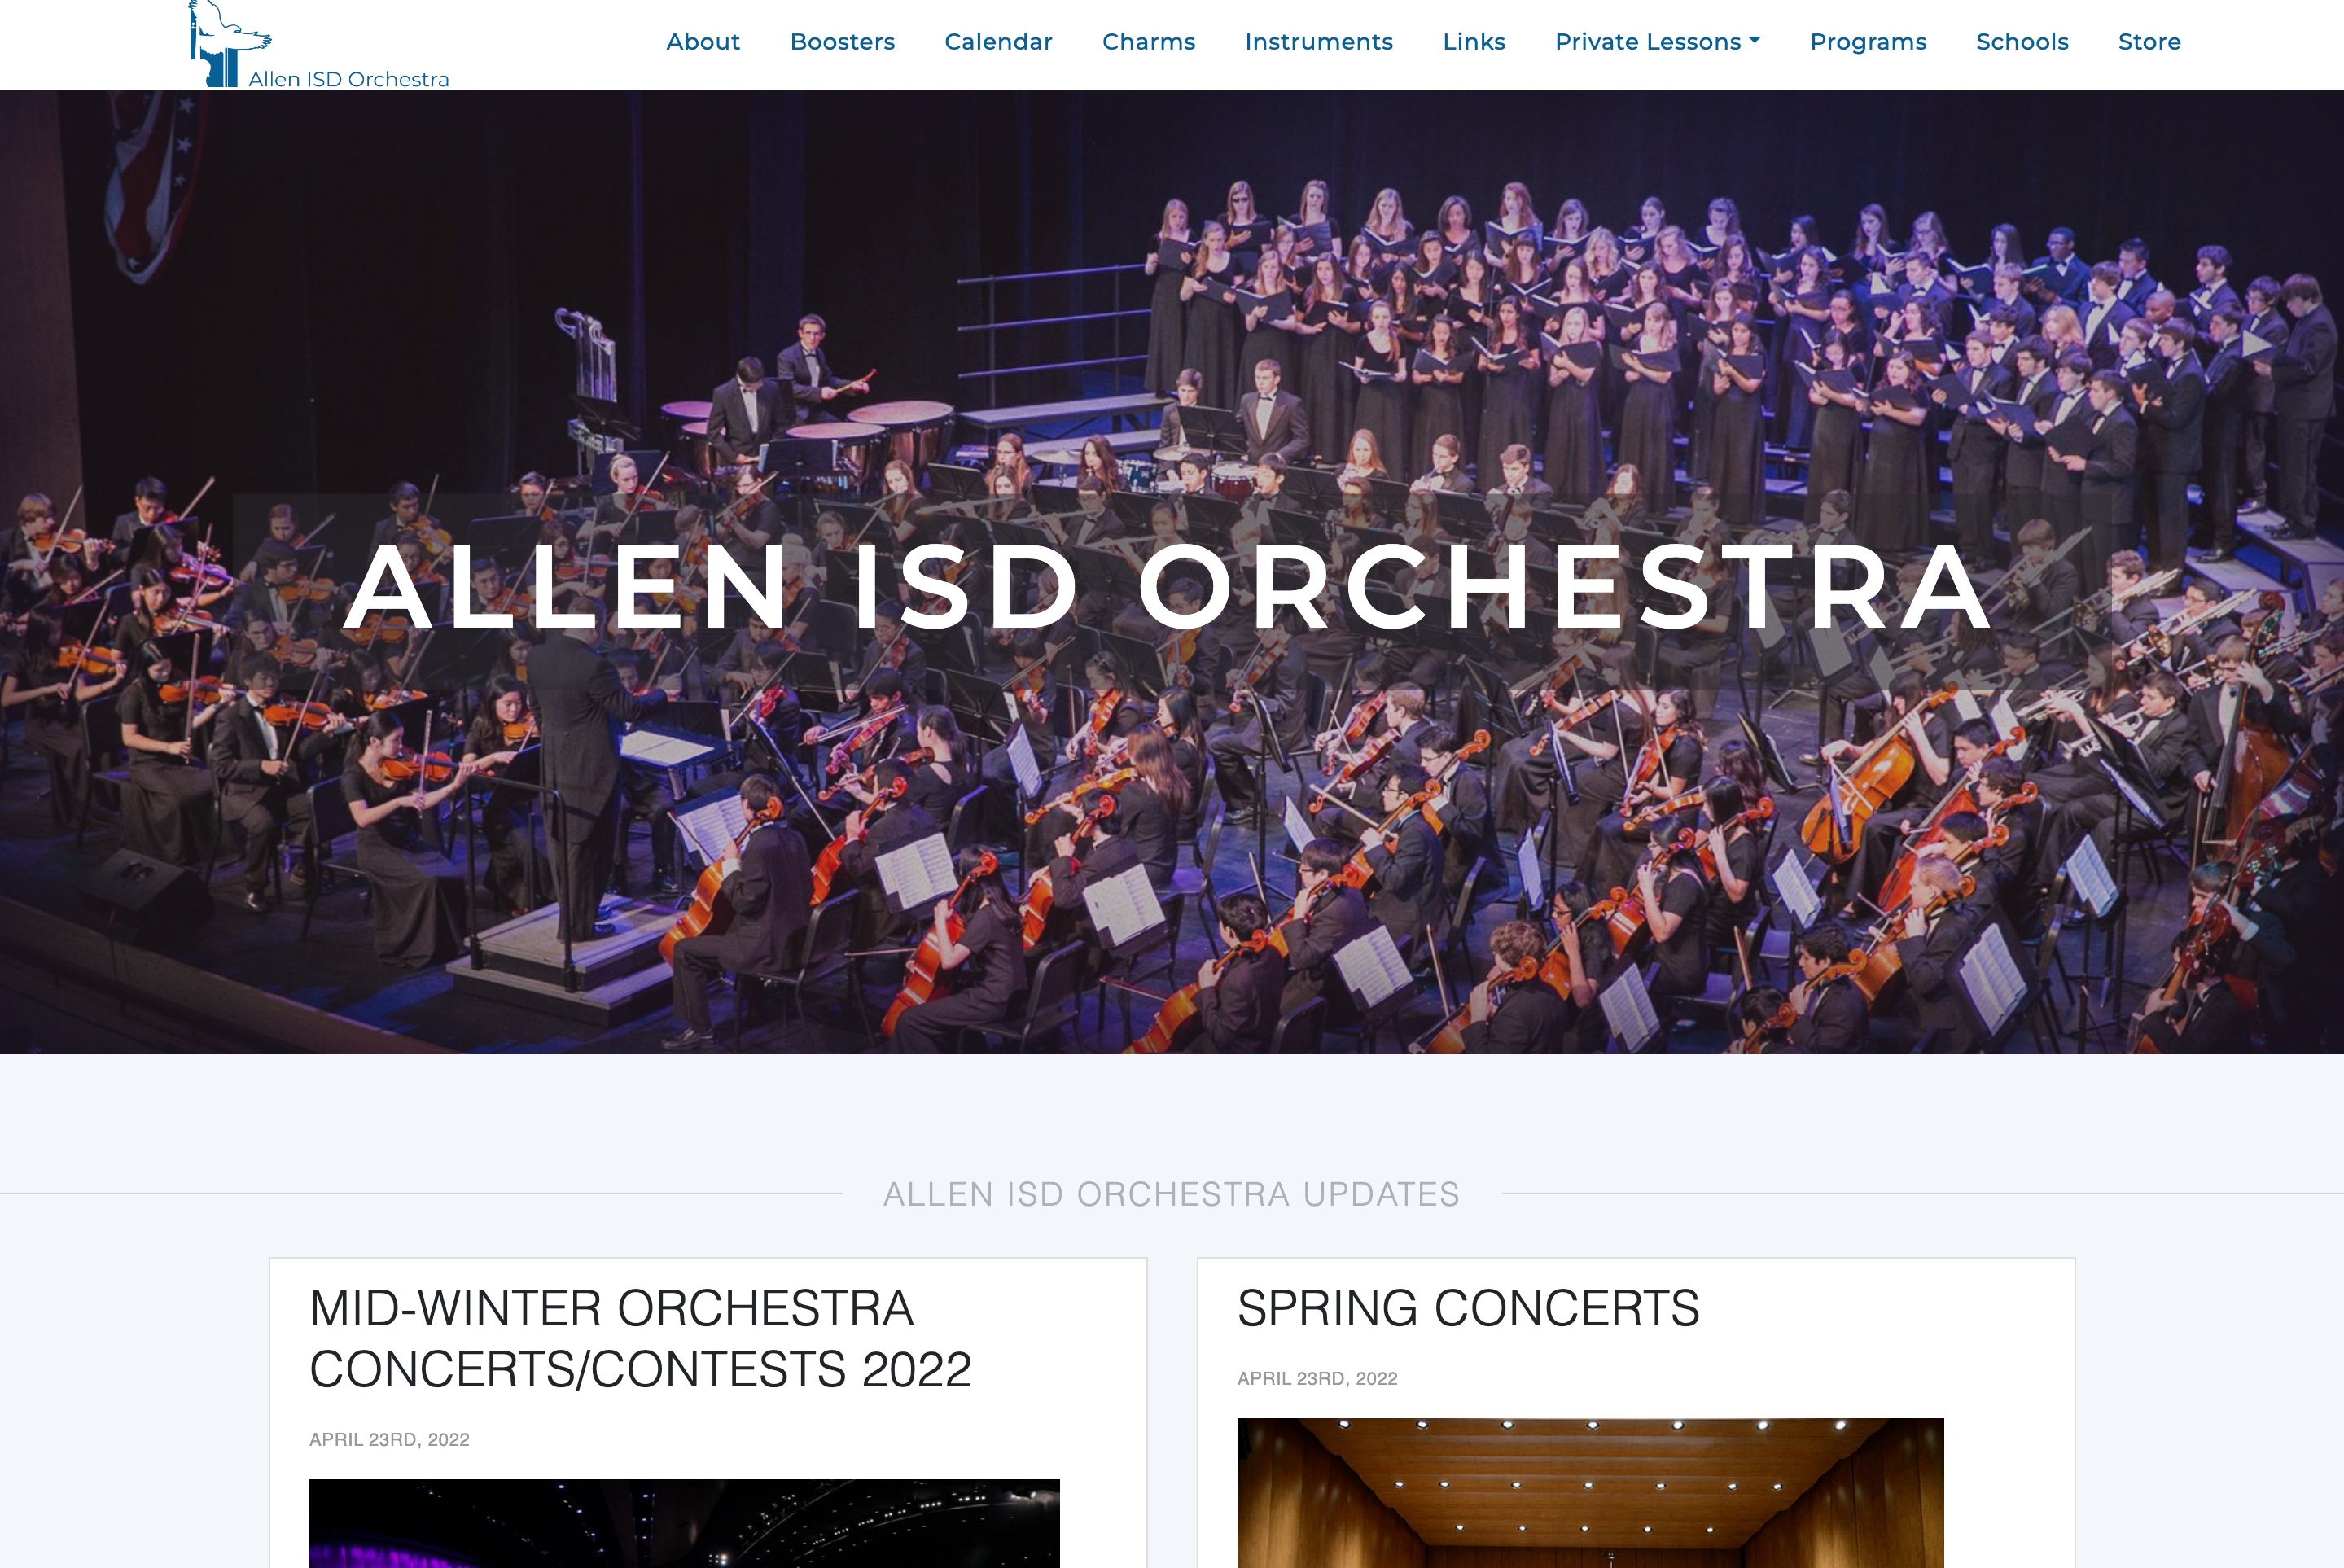 Allen ISD Orchestra
About Boosters Calendar Charms Instruments Links Private Lessons Programs Schools Store
ALLEN ISD ORCHESTRA
ALLEN ISD ORCHESTRA UPDATES
MID-WINTER ORCHESTRA
CONCERTS/CONTESTS 2022
APRIL 23RD, 2022
SPRING CONCERTS
APRIL 23RD, 2022